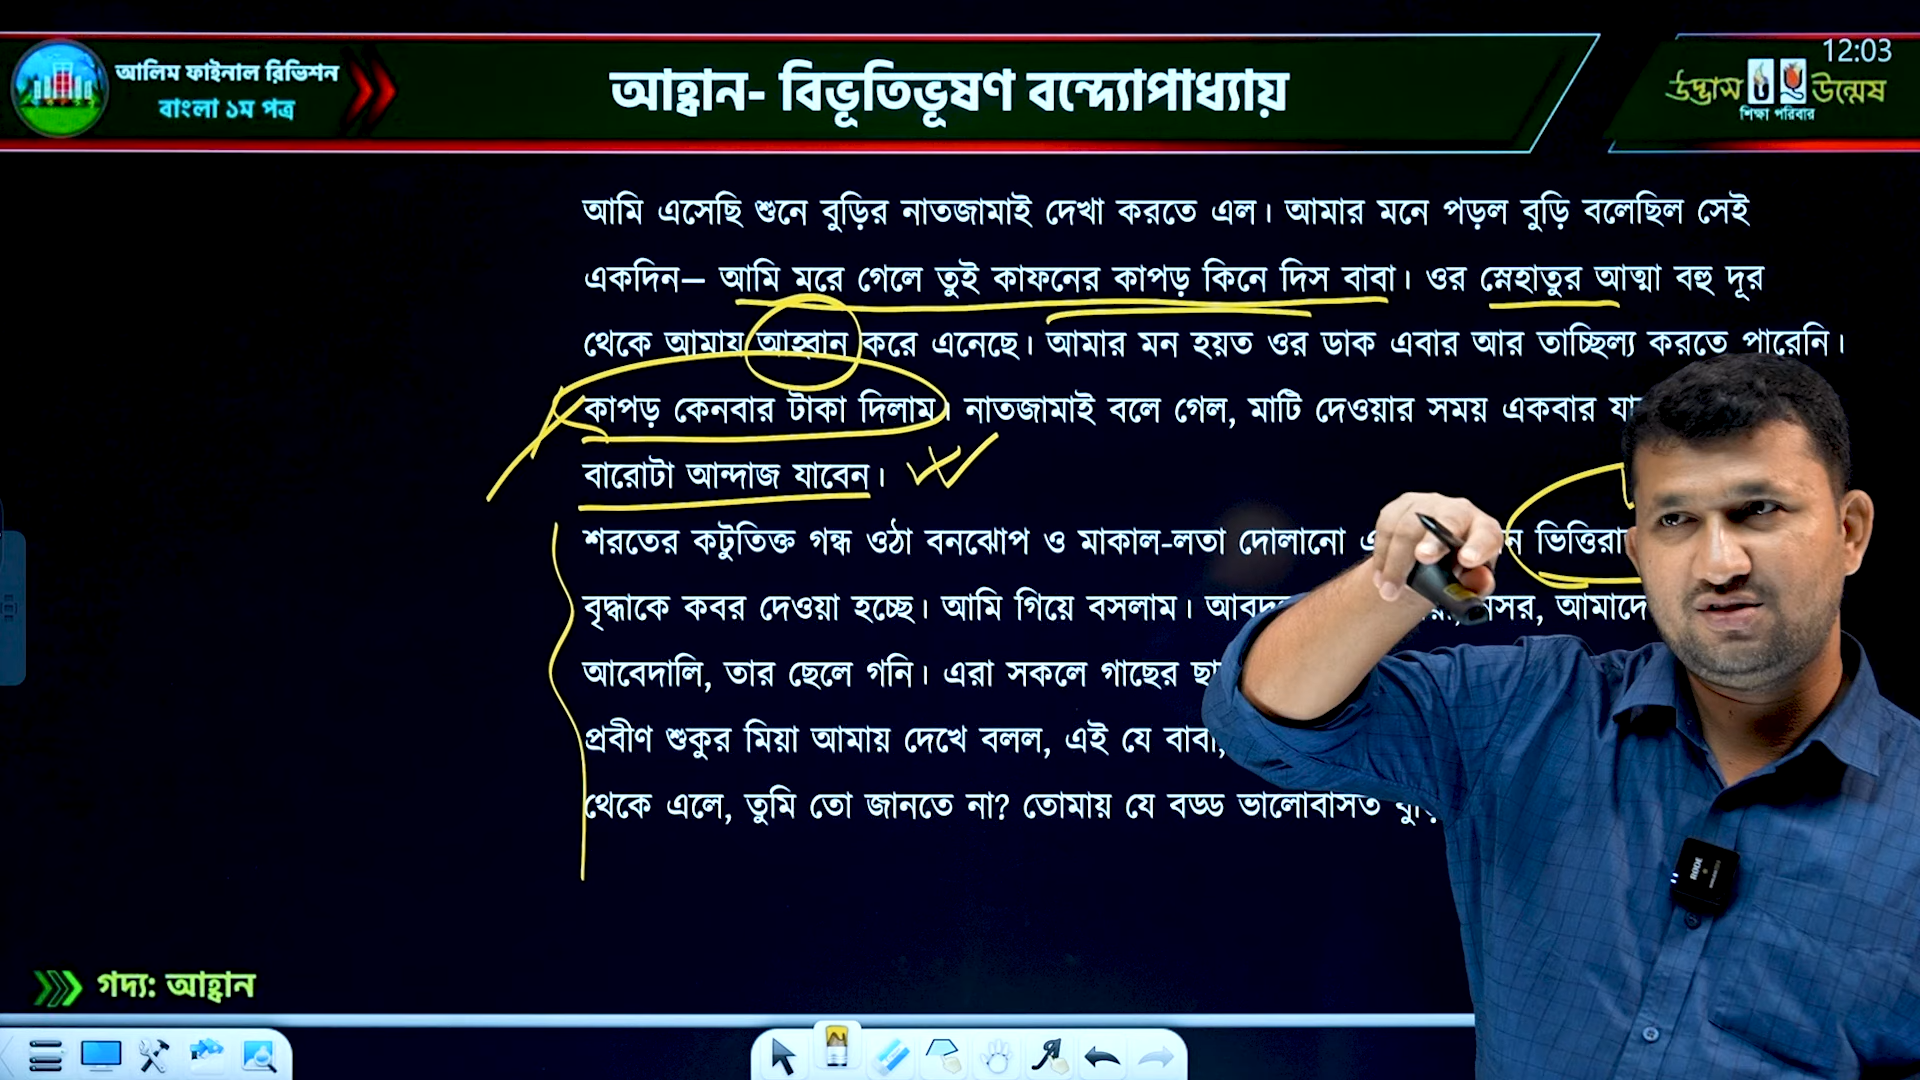 12:03
আলিম ফাইনাল রিভিশন
বাংলা ১ম পত্র
আহ্বান- বিভূতিভূষণ বন্দ্যোপাধ্যায়
উদ্ভাস উন্মেষ
শিক্ষা পরিবার
আমি এসেছি শুনে বুড়ির নাতজামাই দেখা করতে এল। আমার মনে পড়ল বুড়ি বলেছিল সেই
একদিন– আমি মরে গেলে তুই কাফনের কাপড় কিনে দিস বাবা। ওর স্নেহাতুর আত্মা বহু দূর
থেকে আমায় আহ্বান করে এনেছে। আমার মন হয়ত ওর ডাক এবার আর তাচ্ছিল্য করতে পারেনি।
কাপড় কেনবার টাকা দিলাম। নাতজামাই বলে গেল, মাটি দেওয়ার সময় একবার
বারোটা আন্দাজ যাবেন।
শরতের কটুতিক্ত গন্ধ ওঠা বনঝোপ ও মাকাল-লতা দোলানো
বৃদ্ধাকে কবর দেওয়া হচ্ছে। আমি গিয়ে বসলাম।
আবেদালি, তার ছেলে গনি। এরা সকলে গাছের
প্রবীণ শুকুর মিয়া আমায় দেখে বলল, এই যে বাবা,
থেকে এলে, তুমি তো জানতে না? তোমায় যে বড্ড ভালোবাসত
RODE
গদ্য: আহ্বান